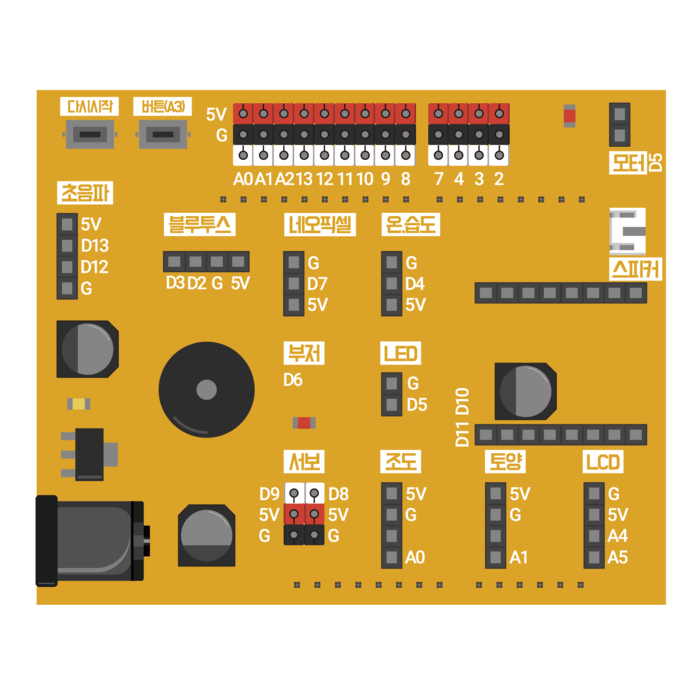 다시시작
버튼(A3)
5V
G
A0 A1 A2 13 12 11 10 9 8
7 4 3 2
모터
D5
초음파
5V
D13
D12
G
블루투스
D3 D2 G 5V
네오픽셀
G
D7
5V
온.습도
G
D4
5V
스피커
부저
D6
LED
G
D5
D11 D10
서보
D9 D8
5V 5V
G G
조도
5V
G
A0
토양
5V
G
A1
LCD
G
5V
A4
A5